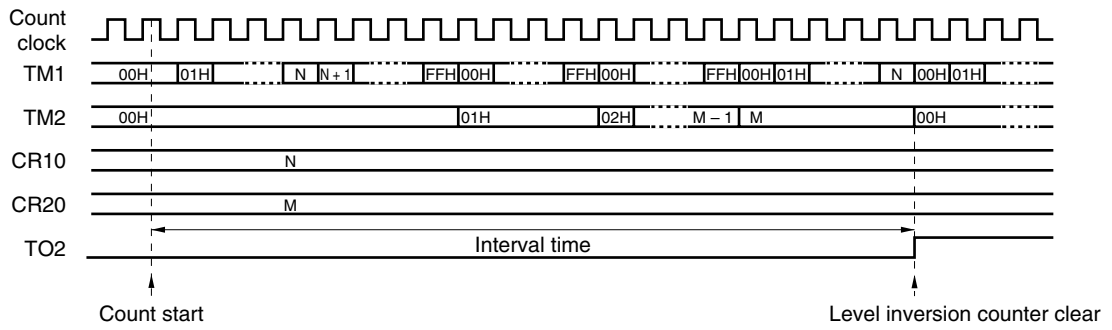 Count
clock
TM1 00H 01H N N + 1 FFH 00H FFH 00H FFH 00H 01H N 00H 01H
TM2 00H 01H 02H M – 1 M 00H
CR10 N
CR20 M
TO2 Interval time
Count start Level inversion counter clear